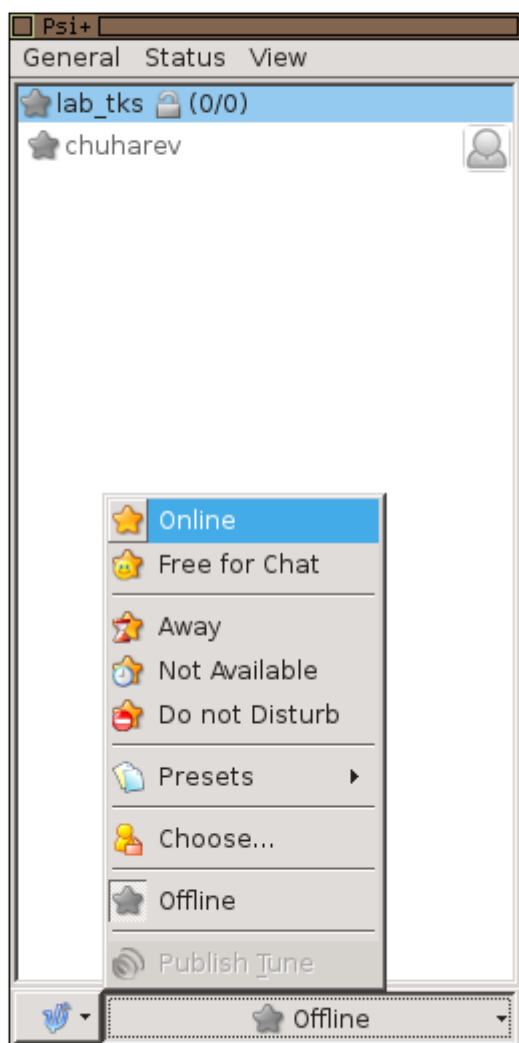 Psi+
General Status View
lab_tks (0/0)
chuharev
Online
Free for Chat
Away
Not Available
Do not Disturb
Presets
Choose...
Offline
Publish Tune
Offline